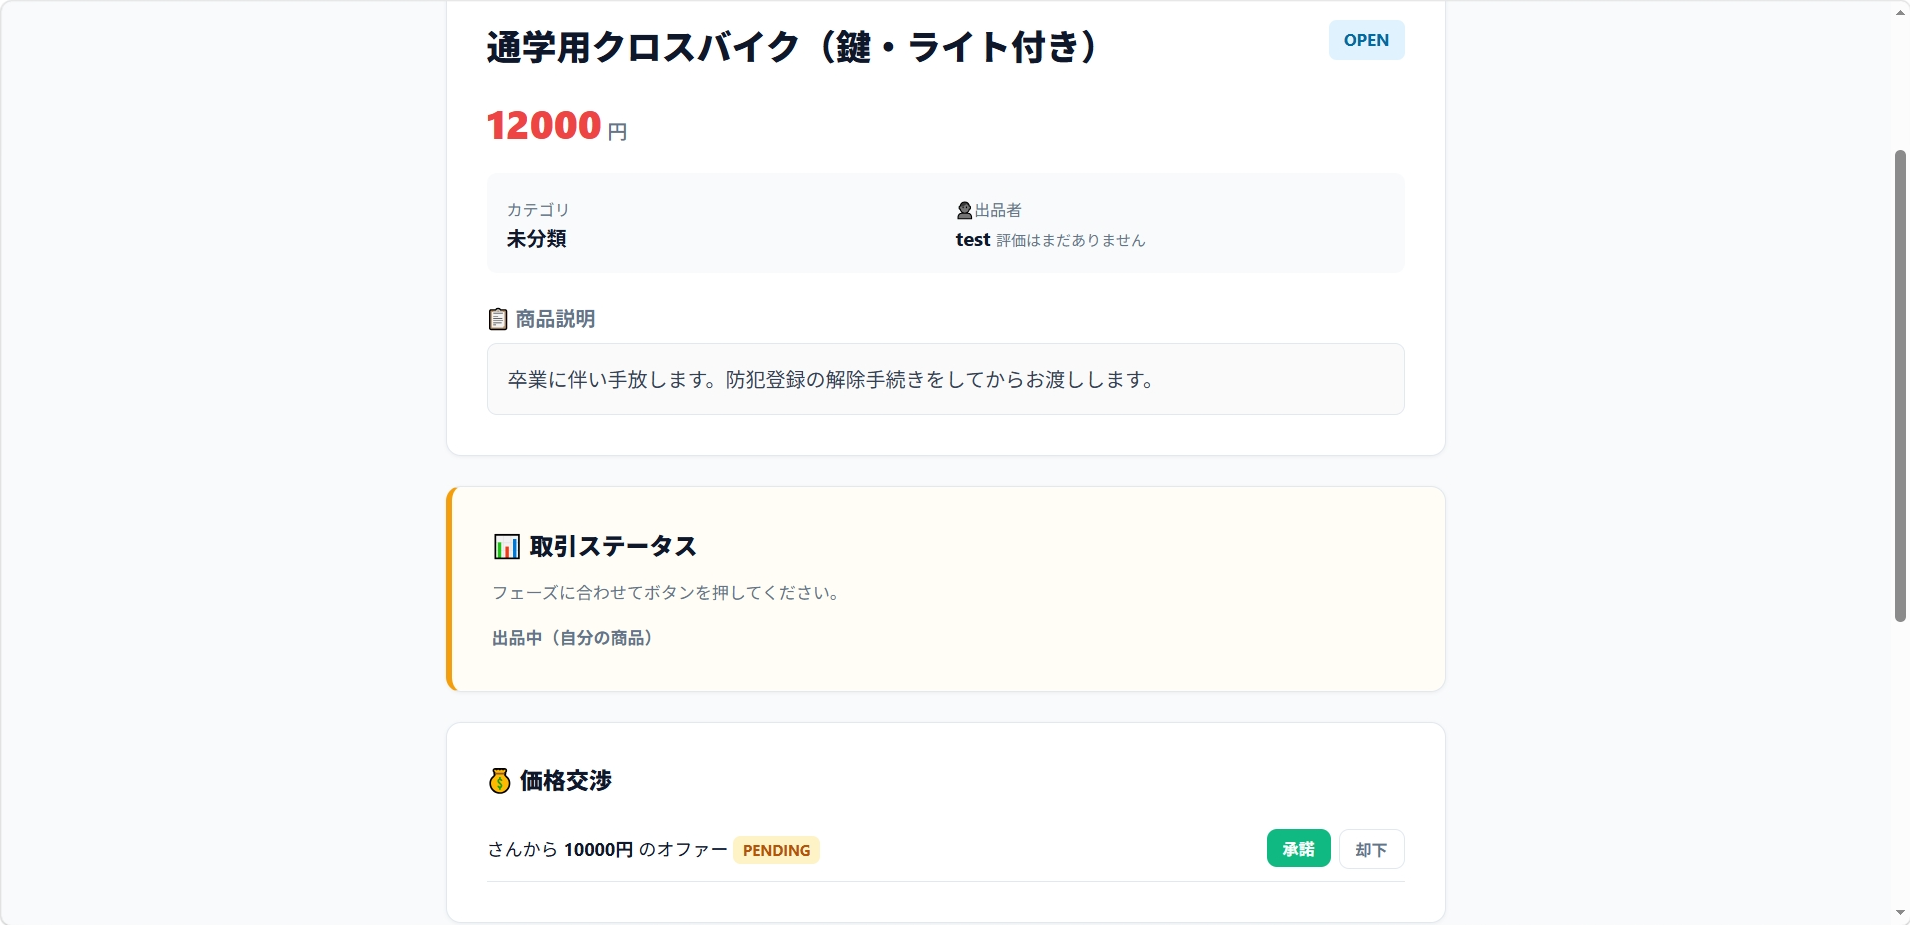 通学用クロスバイク（鍵・ライト付き）
OPEN
12000 円
カテゴリ
未分類
出品者
test 評価はまだありません
商品説明
卒業に伴い手放します。防犯登録の解除手続きをしてからお渡しします。
取引ステータス
フェーズに合わせてボタンを押してください。
出品中（自分の商品）
価格交渉
さんから 10000円 のオファー PENDING
承諾 却下